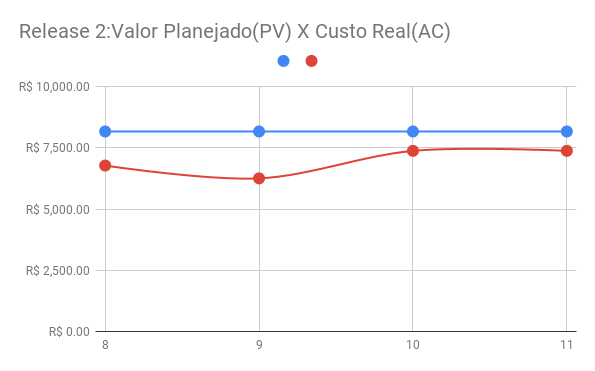 Release 2:Valor Planejado(PV) X Custo Real(AC)
R$ 10,000.00
R$ 7,500.00
R$ 5,000.00
R$ 2,500.00
R$ 0.00
8 9 10 11